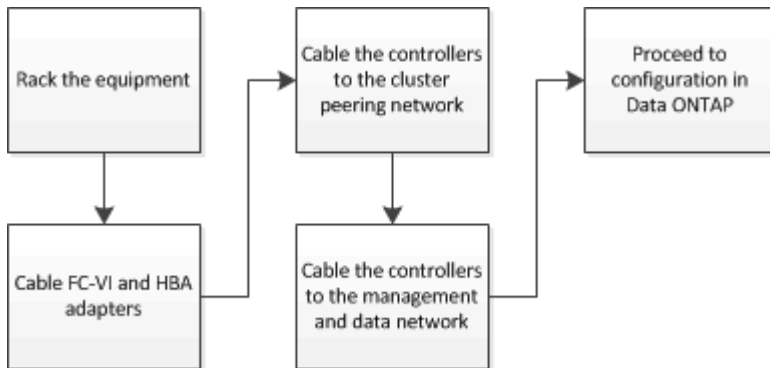 Rack the equipment
Cable FC-VI and HBA
adapters
Cable the controllers
to the cluster
peering network
Cable the controllers
to the management
and data network
Proceed to
configuration in
Data ONTAP